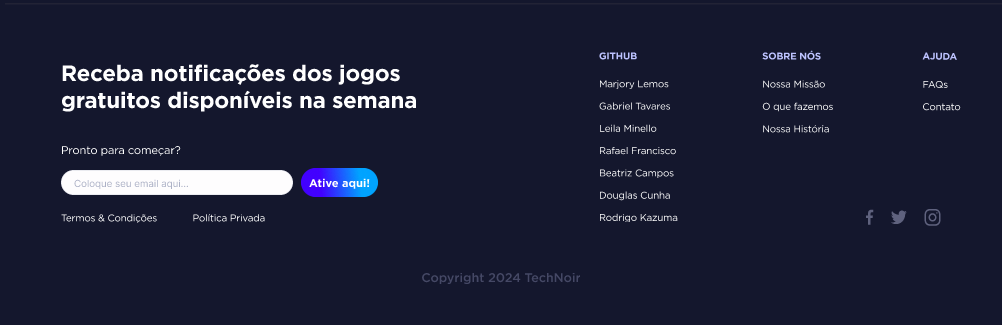 Receba notificações dos jogos
gratuitos disponíveis na semana
Pronto para começar?
Coloque seu email aqui...
Ative aqui!
Termos & Condições
Política Privada
GITHUB
Marjory Lemos
Gabriel Tavares
Leila Minello
Rafael Francisco
Beatriz Campos
Douglas Cunha
Rodrigo Kazuma
SOBRE NÓS
Nossa Missão
O que fazemos
Nossa História
AJUDA
FAQs
Contato
Copyright 2024 TechNoir